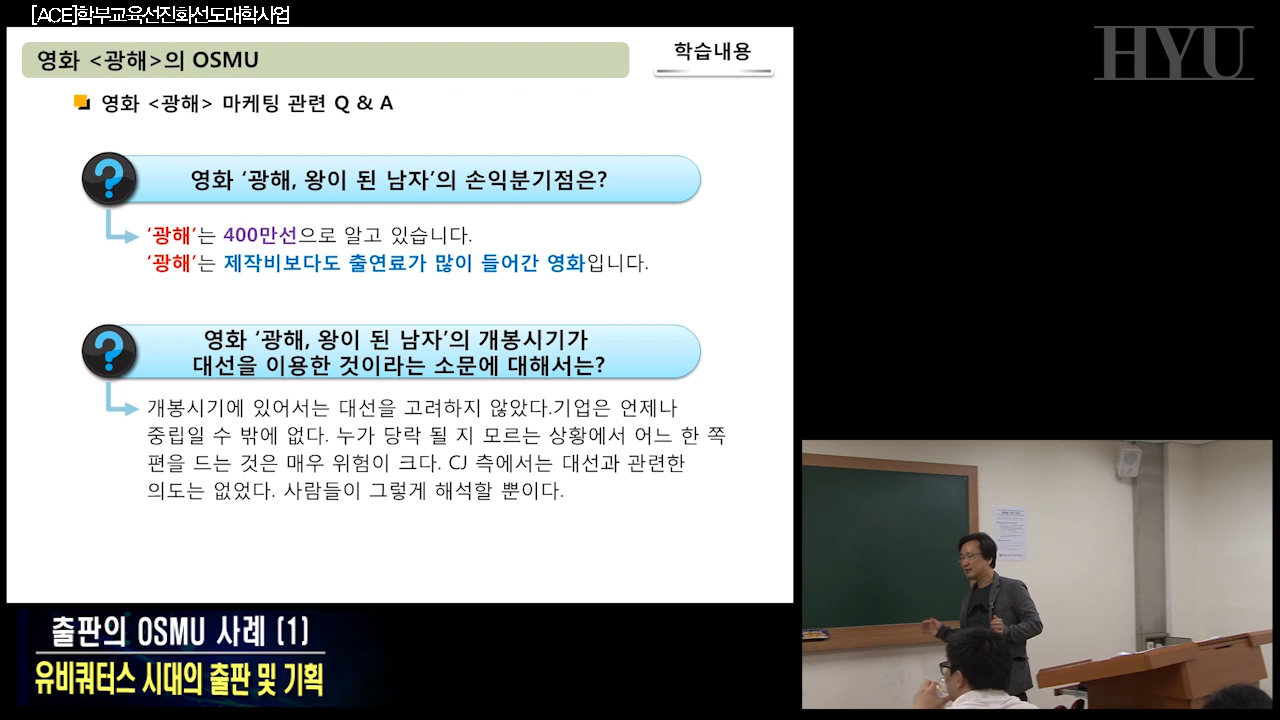 [ACE]학부교육선진화선도대학사업
영화 <광해>의 OSMU
학습내용
HYU
영화 <광해> 마케팅 관련 Q & A
?
영화 ‘광해, 왕이 된 남자’의 손익분기점은?
‘광해’는 400만선으로 알고 있습니다.
‘광해’는 제작비보다도 출연료가 많이 들어간 영화입니다.
?
영화 ‘광해, 왕이 된 남자’의 개봉시기가
대선을 이용한 것이라는 소문에 대해서는?
개봉시기에 있어서는 대선을 고려하지 않았다.기업은 언제나
중립일 수 밖에 없다. 누가 당락 될 지 모르는 상황에서 어느 한 쪽
편을 드는 것은 매우 위험이 크다. CJ 측에서는 대선과 관련한
의도는 없었다. 사람들이 그렇게 해석할 뿐이다.
출판의 OSMU 사례 (1)
유비쿼터스 시대의 출판 및 기획